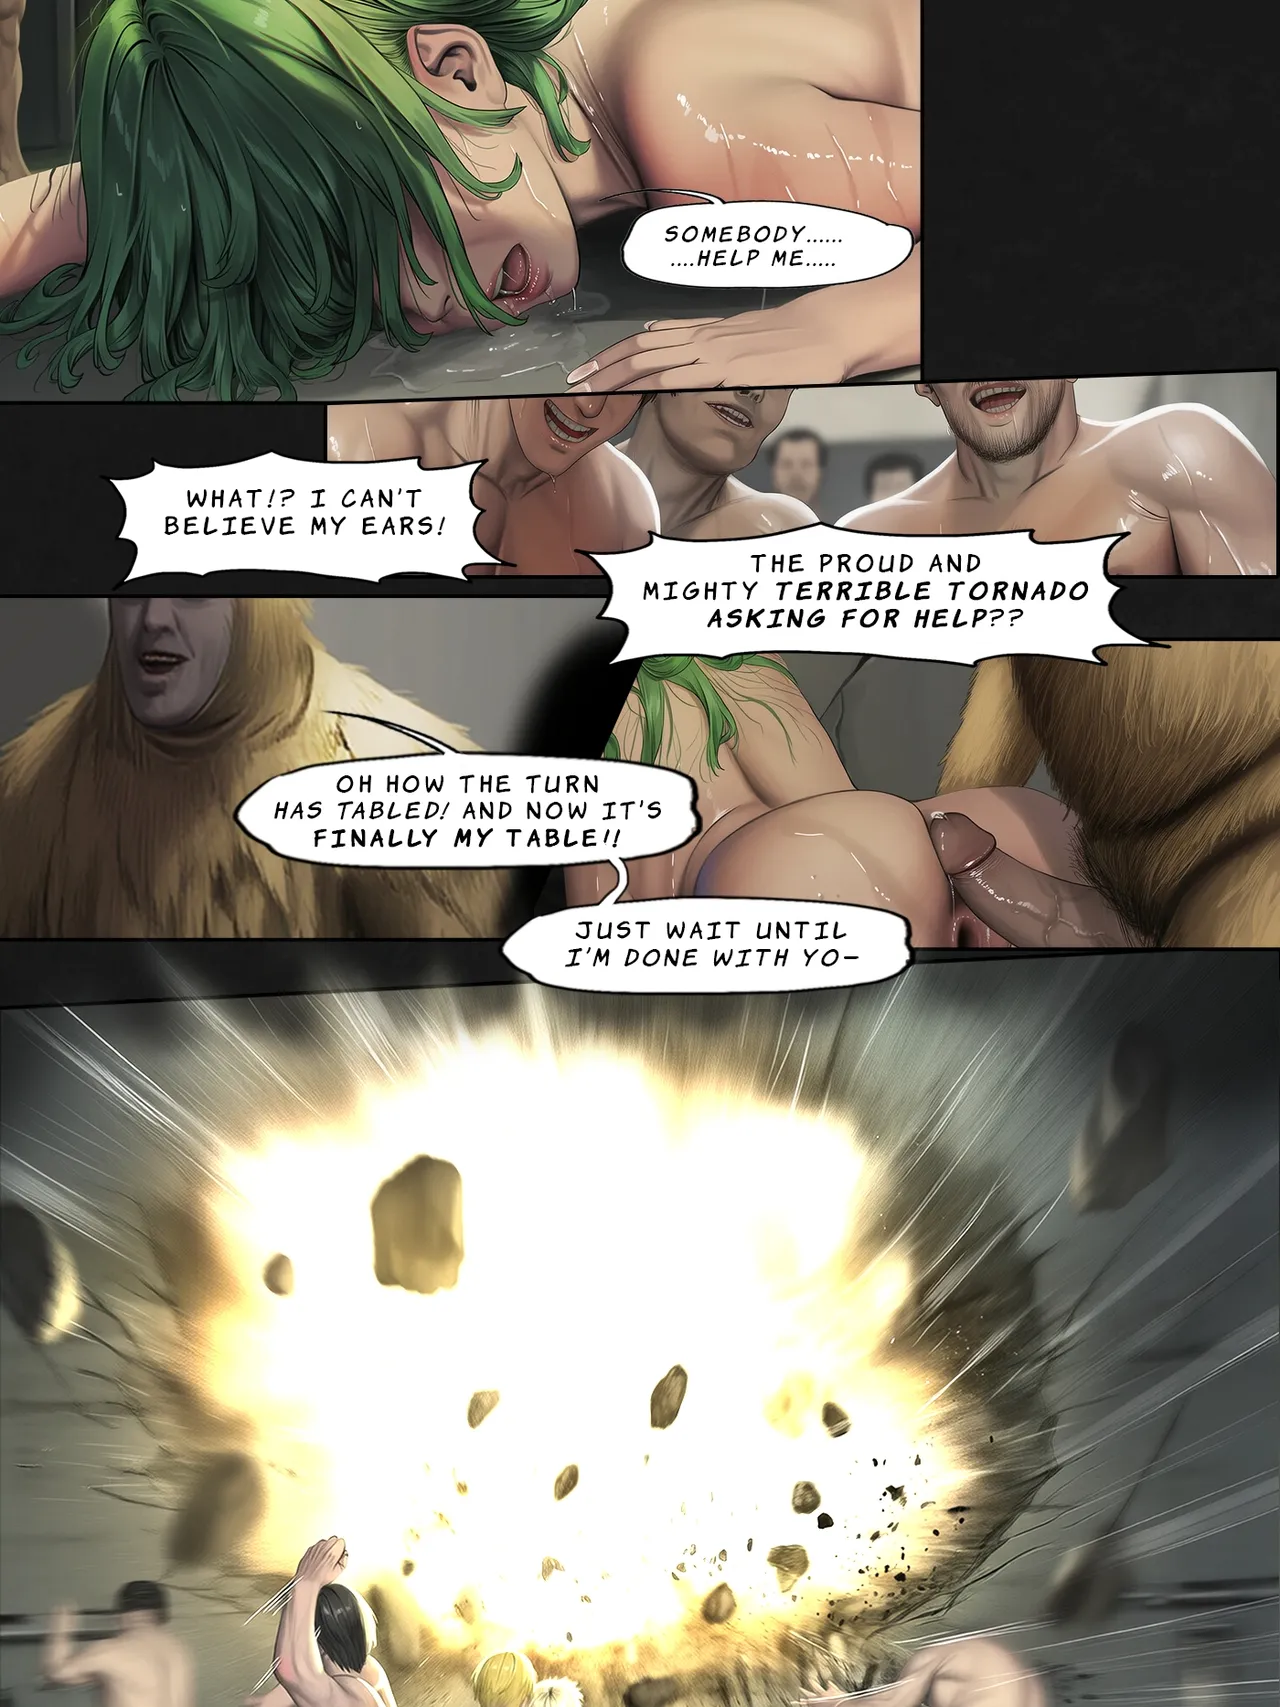 SOMEBODY......
....HELP ME.....
WHAT!? I CAN'T
BELIEVE MY EARS!
THE PROUD AND
MIGHTY TERRIBLE TORNADO
ASKING FOR HELP??
OH HOW THE TURN
HAS TABLED! AND NOW IT'S
FINALLY MY TABLE!!
JUST WAIT UNTIL
I'M DONE WITH YO-